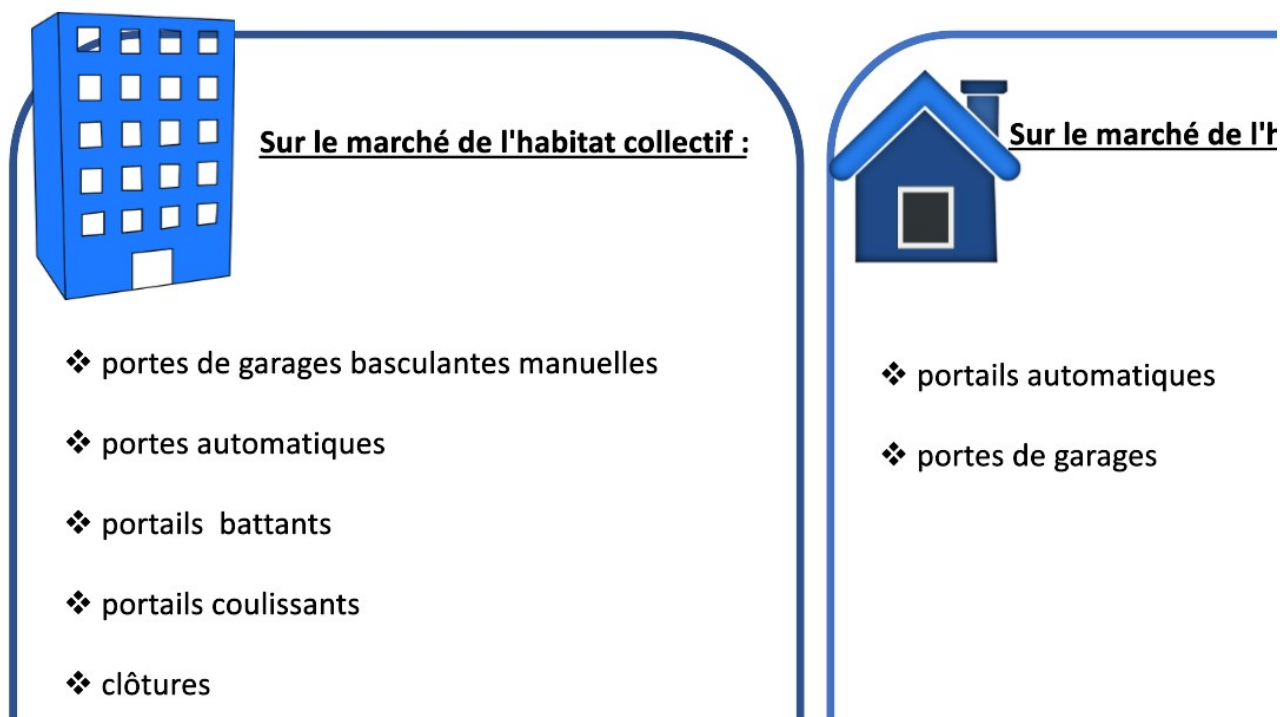 Sur le marché de l'habitat collectif :
❖ portes de garages basculantes manuelles
❖ portes automatiques
❖ portails  battants
❖ portails coulissants
❖ clôtures
Sur le marché de l'h
❖ portails automatiques
❖ portes de garages